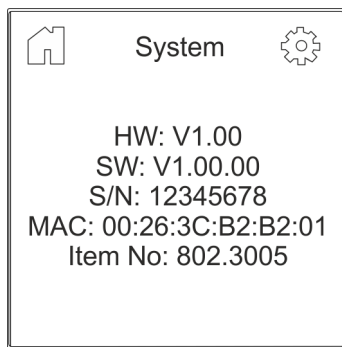 System
HW: V1.00
SW: V1.00.00
S/N: 12345678
MAC: 00:26:3C:B2:B2:01
Item No: 802.3005